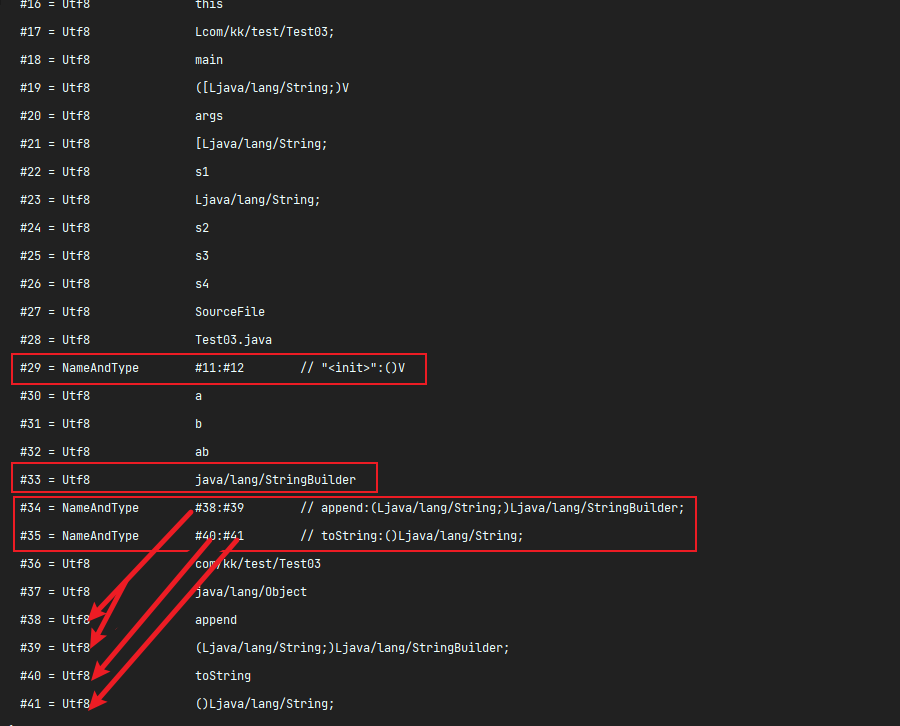 #16 = Utf8 this
#17 = Utf8 Lcom/kk/test/Test03;
#18 = Utf8 main
#19 = Utf8 ([Ljava/lang/String;)V
#20 = Utf8 args
#21 = Utf8 [Ljava/lang/String;
#22 = Utf8 s1
#23 = Utf8 Ljava/lang/String;
#24 = Utf8 s2
#25 = Utf8 s3
#26 = Utf8 s4
#27 = Utf8 SourceFile
#28 = Utf8 Test03.java
#29 = NameAndType #11:#12 // "<init>":()V
#30 = Utf8 a
#31 = Utf8 b
#32 = Utf8 ab
#33 = Utf8 java/lang/StringBuilder
#34 = NameAndType #38:#39 // append:(Ljava/lang/String;)Ljava/lang/StringBuilder;
#35 = NameAndType #40:#41 // toString:()Ljava/lang/String;
#36 = Utf8 com/kk/test/Test03
#37 = Utf8 java/lang/Object
#38 = Utf8 append
#39 = Utf8 (Ljava/lang/String;)Ljava/lang/StringBuilder;
#40 = Utf8 toString
#41 = Utf8 ()Ljava/lang/String;